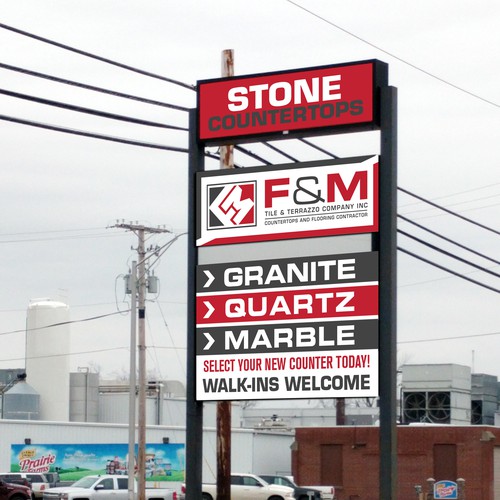 STONE
COUNTERTOPS
F&M
TILE & TERRAZZO COMPANY INC
COUNTERTOPS AND FLOORING CONTRACTOR
› GRANITE
› QUARTZ
› MARBLE
SELECT YOUR NEW COUNTER TODAY!
WALK-INS WELCOME
Prairie
Farms